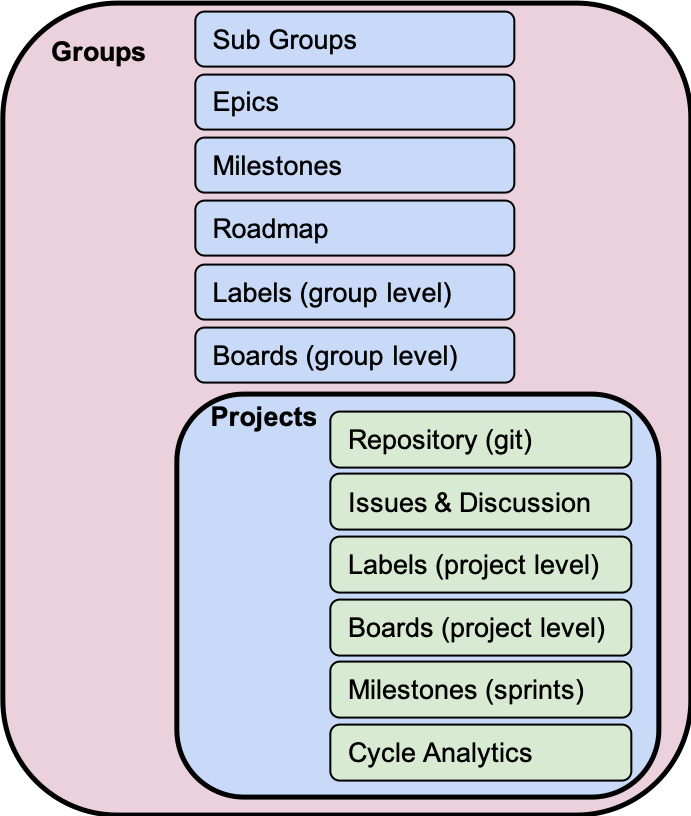 Groups
Sub Groups
Epics
Milestones
Roadmap
Labels (group level)
Boards (group level)
Projects
Repository (git)
Issues & Discussion
Labels (project level)
Boards (project level)
Milestones (sprints)
Cycle Analytics